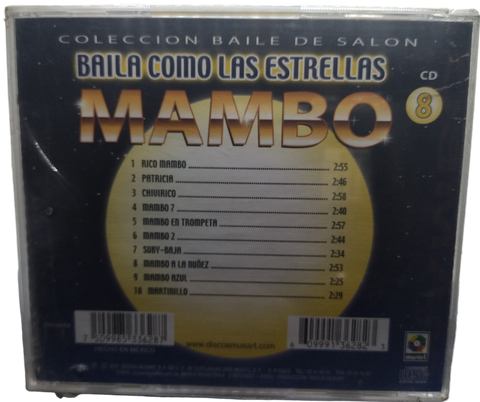 COLECCION BAILE DE SALON
BAILA COMO LAS ESTRELLAS
CD
MAMBO 8
1 RICO MAMBO 2:55
2 PATRICIA 2:46
3 CHIVIRICO 2:58
4 MAMBO 7 2:40
5 MAMBO EN TROMPETA 2:57
6 MAMBO 2 2:44
7 SUBY-BAJA 2:34
8 MAMBO A LA NUÑEZ 2:53
9 MAMBO AZUL 2:25
10 MARTINILLO 2:29
www.discosmusart.com
HECHO EN MEXICO
musart